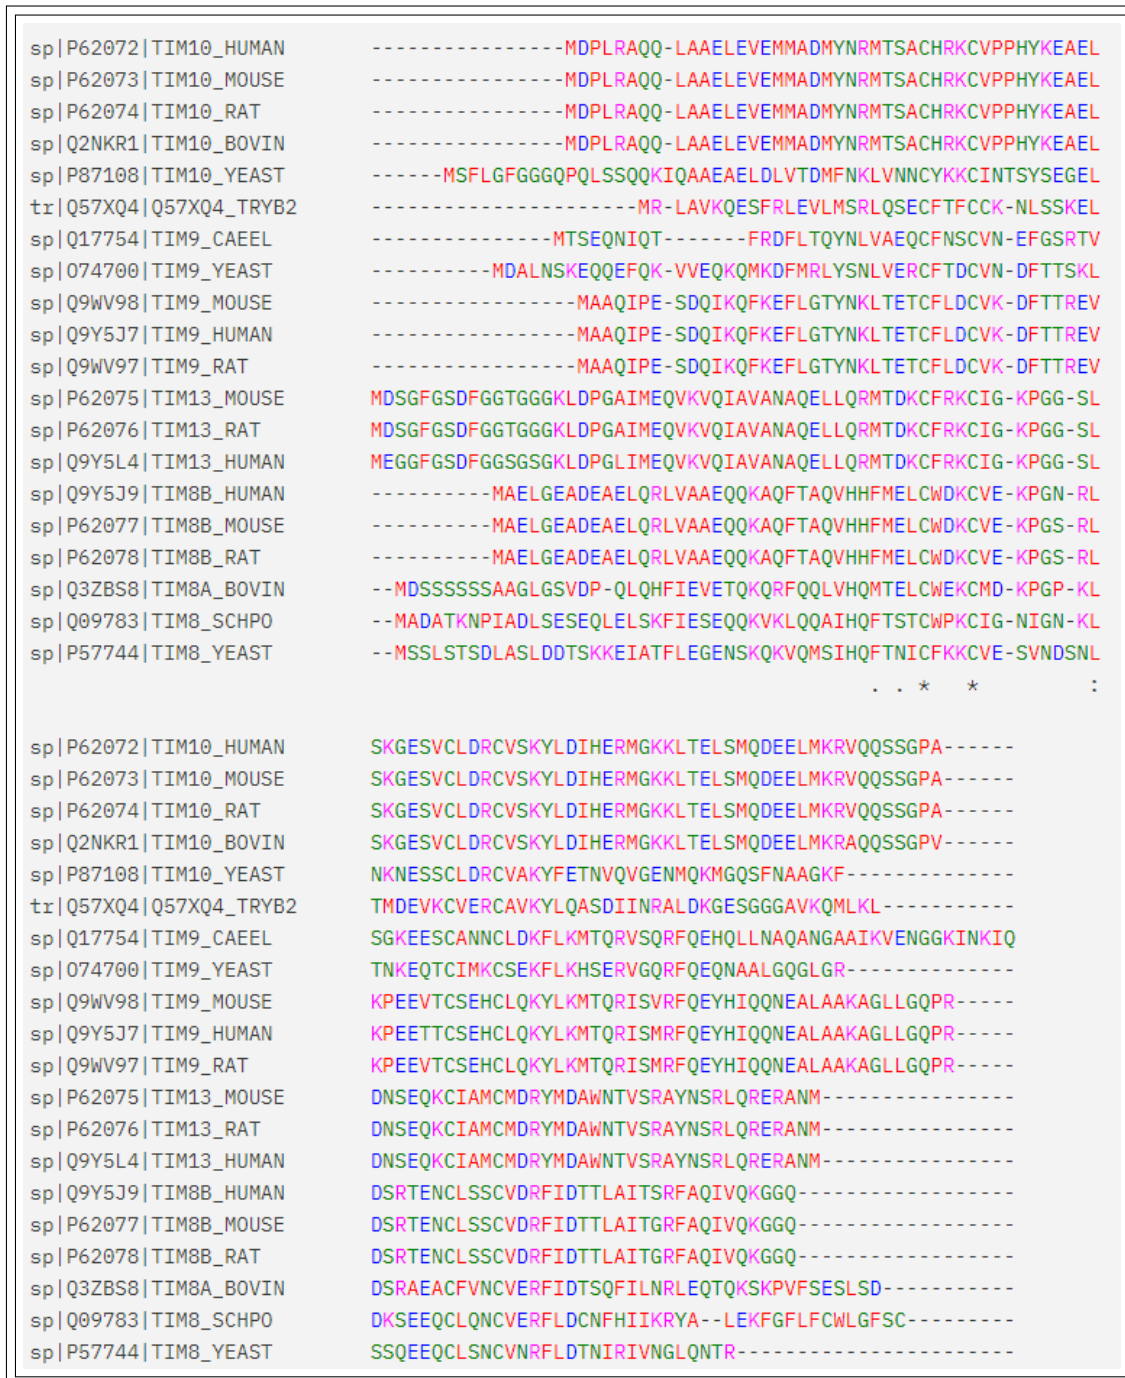 sp|P62072|TIM10_HUMAN ----------------MDPLRAQQ-LAAELEVEMMADMYNRMTSACHRKCVPPHYKEAEL
sp|P62073|TIM10_MOUSE ----------------MDPLRAQQ-LAAELEVEMMADMYNRMTSACHRKCVPPHYKEAEL
sp|P62074|TIM10_RAT ----------------MDPLRAQQ-LAAELEVEMMADMYNRMTSACHRKCVPPHYKEAEL
sp|Q2NKR1|TIM10_BOVIN ----------------MDPLRAQQ-LAAELEVEMMADMYNRMTSACHRKCVPPHYKEAEL
sp|P87108|TIM10_YEAST ------MSFLGFGGGQPQLSSQQKIQAAEAELDLVTDMFNKLVNNCYKKCINTSYSEGEL
tr|Q57XQ4|Q57XQ4_TRYB2 ----------------------MR-LAVKQESFRLEVLMSRLQSECFTFCCK-NLSSKEL
sp|Q17754|TIM9_CAEEL ---------------MTSEQNIQT-------FRDFLTQYNLVAEQCFNSCVN-EFGSRTV
sp|O74700|TIM9_YEAST ----------MDALNSKEQQEFQK-VVEQKQMKDFMRLYSNLVERCFTDCVN-DFTTSKL
sp|Q9WV98|TIM9_MOUSE -----------------MAAQIPE-SDQIKQFKEFLGTYNKLTETCFLDCVK-DFTTREV
sp|Q9Y5J7|TIM9_HUMAN -----------------MAAQIPE-SDQIKQFKEFLGTYNKLTETCFLDCVK-DFTTREV
sp|Q9WV97|TIM9_RAT -----------------MAAQIPE-SDQIKQFKEFLGTYNKLTETCFLDCVK-DFTTREV
sp|P62075|TIM13_MOUSE MDSGFGSDFGGTGGGKLDPGAIMEQVKVQIAVANAQELLQRMTDKCFRKCIG-KPGG-SL
sp|P62076|TIM13_RAT MDSGFGSDFGGTGGGKLDPGAIMEQVKVQIAVANAQELLQRMTDKCFRKCIG-KPGG-SL
sp|Q9Y5L4|TIM13_HUMAN MEGGFGSDFGGSGSGKLDPGLIMEQVKVQIAVANAQELLQRMTDKCFRKCIG-KPGG-SL
sp|Q9Y5J9|TIM8B_HUMAN ----------MAELGEADEAELQRLVAAEQQKAQFTAQVHHFMELCWDKCVE-KPGN-RL
sp|P62077|TIM8B_MOUSE ----------MAELGEADEAELQRLVAAEQQKAQFTAQVHHFMELCWDKCVE-KPGS-RL
sp|P62078|TIM8B_RAT ----------MAELGEADEAELQRLVAAEQQKAQFTAQVHHFMELCWDKCVE-KPGS-RL
sp|Q3ZBS8|TIM8A_BOVIN --MDSSSSSSAAGLGSVDP-QLQHFIEVETQKQRFQQLVHQMTELCWEKCMD-KPGP-KL
sp|Q09783|TIM8_SCHPO --MADATKNPIADLSESEQLELSKFIESEQQKVKLQQAIHQFTSTCWPKCIG-NIGN-KL
sp|P57744|TIM8_YEAST --MSSLSTSDLASLDDTSKKEIATFLEGENSKQKVQMSIHQFTNICFKKCVE-SVNDSNL
. . * * :
sp|P62072|TIM10_HUMAN SKGESVCLDRCVSKYLDIHERMGKKLTELSMQDEELMKRVQQSSGPA------
sp|P62073|TIM10_MOUSE SKGESVCLDRCVSKYLDIHERMGKKLTELSMQDEELMKRVQQSSGPA------
sp|P62074|TIM10_RAT SKGESVCLDRCVSKYLDIHERMGKKLTELSMQDEELMKRVQQSSGPA------
sp|Q2NKR1|TIM10_BOVIN SKGESVCLDRCVSKYLDIHERMGKKLTELSMQDEELMKRAQQSSGPV------
sp|P87108|TIM10_YEAST NKNESSCLDRCVAKYFETNVQVGENMQKMGQSFNAAGKF--------------
tr|Q57XQ4|Q57XQ4_TRYB2 TMDEVKCVERCAVKYLQASDIINRALDKGESGGGAVKQMLKL-----------
sp|Q17754|TIM9_CAEEL SGKEESCANNCLDKFLKMTQRVSQRFQEHQLLNAQANGAAIKVENGGKINKIQ
sp|O74700|TIM9_YEAST TNKEQTCIMKCSEKFLKHSERVGQRFQEQNAALGQGLGR--------------
sp|Q9WV98|TIM9_MOUSE KPEEVTCSEHCLQKYLKMTQRISVRFQEYHIQQNEALAAKAGLLGQPR-----
sp|Q9Y5J7|TIM9_HUMAN KPEETTCSEHCLQKYLKMTQRISMRFQEYHIQQNEALAAKAGLLGQPR-----
sp|Q9WV97|TIM9_RAT KPEEVTCSEHCLQKYLKMTQRISMRFQEYHIQQNEALAAKAGLLGQPR-----
sp|P62075|TIM13_MOUSE DNSEQKCIAMCMDRYMDAWNTVSRAYNSRLQRERANM----------------
sp|P62076|TIM13_RAT DNSEQKCIAMCMDRYMDAWNTVSRAYNSRLQRERANM----------------
sp|Q9Y5L4|TIM13_HUMAN DNSEQKCIAMCMDRYMDAWNTVSRAYNSRLQRERANM----------------
sp|Q9Y5J9|TIM8B_HUMAN DSRTENCLSSCVDRFIDTTLAITSRFAQIVQKGGQ------------------
sp|P62077|TIM8B_MOUSE DSRTENCLSSCVDRFIDTTLAITGRFAQIVQKGGQ------------------
sp|P62078|TIM8B_RAT DSRTENCLSSCVDRFIDTTLAITGRFAQIVQKGGQ------------------
sp|Q3ZBS8|TIM8A_BOVIN DSRAEACFVNCVERFIDTSQFILNRLEQTQKSKPVFSESLSD-----------
sp|Q09783|TIM8_SCHPO DKSEEQCLQNCVERFLDCNFHIIKRYA--LEKFGFLFCWLGFSC---------
sp|P57744|TIM8_YEAST SSQEEQCLSNCVNRFLDTNIRIVNGLQNTR-----------------------